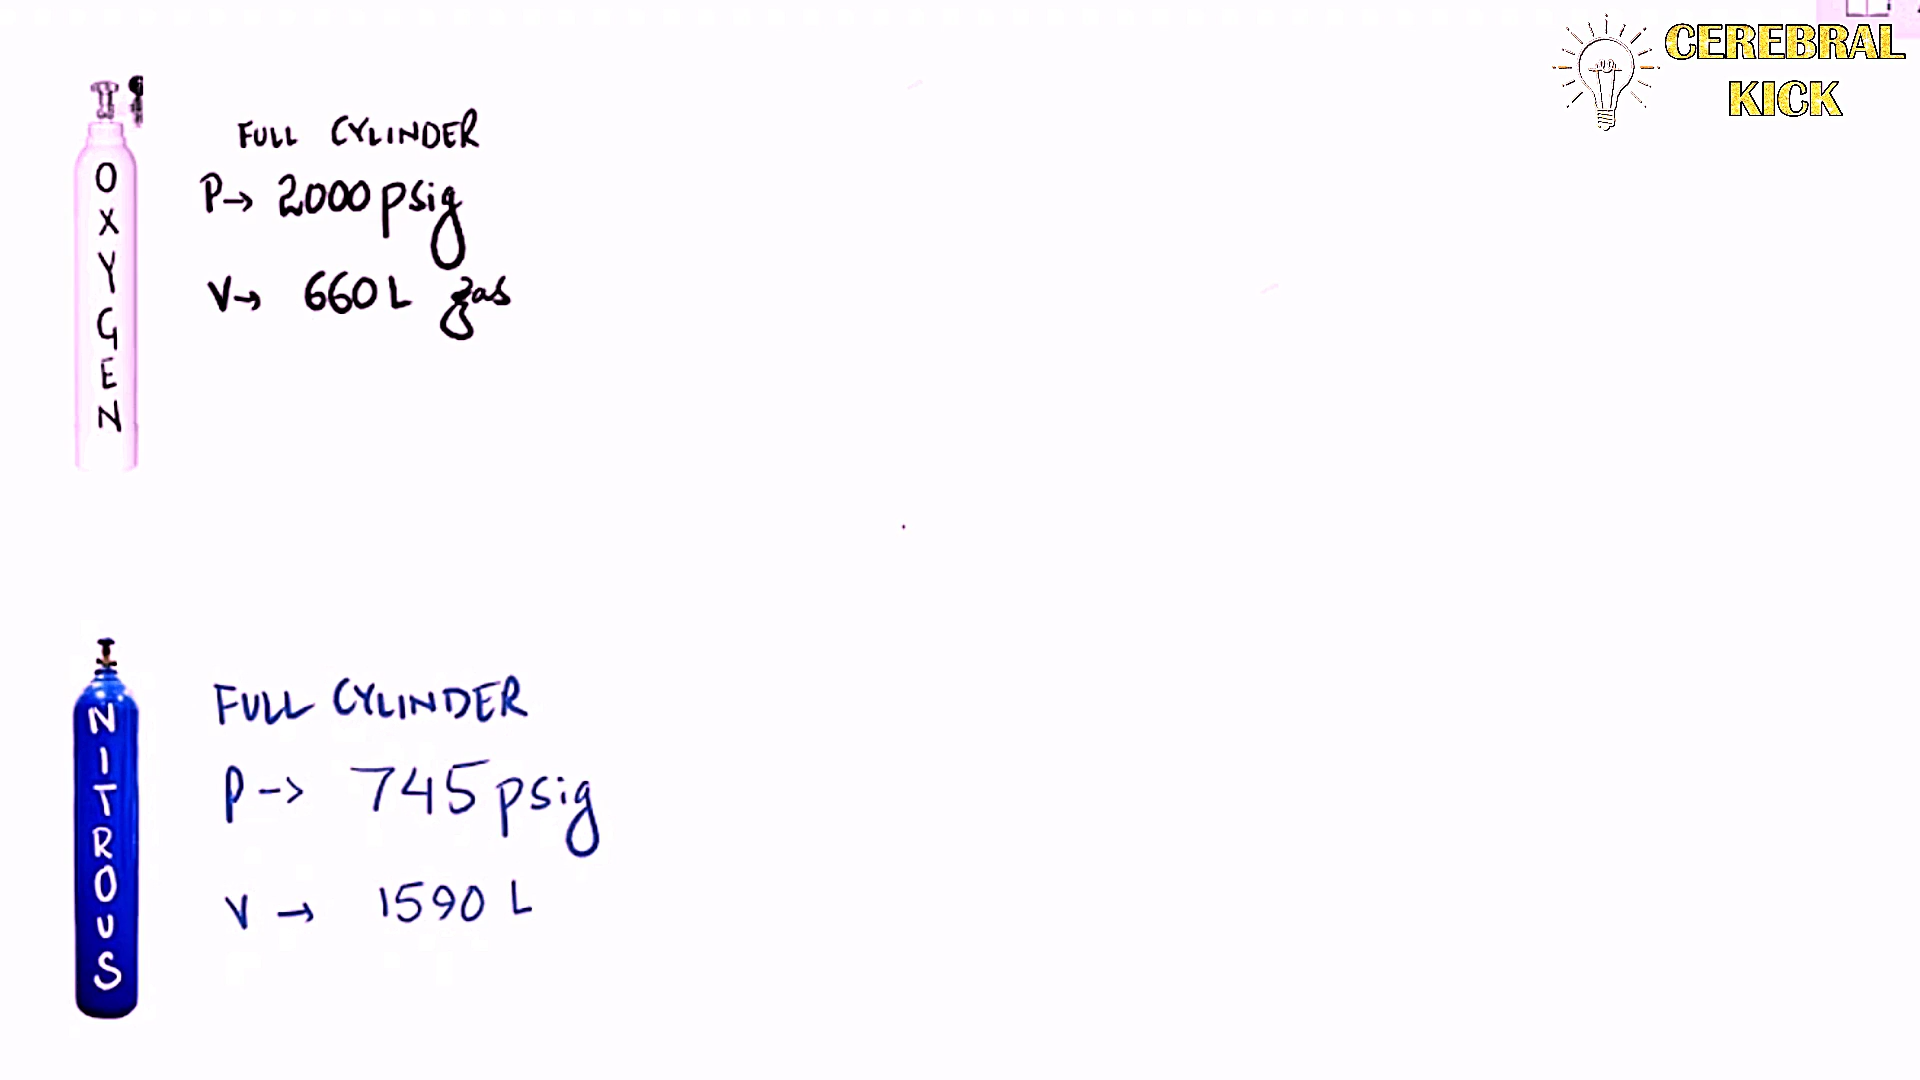 CEREBRAL
KICK
OXYGEN
FULL CYLINDER
P→ 2000 psig
V→ 660 L gas
NITROUS
FULL CYLINDER
P -> 745 psig
V → 1590 L